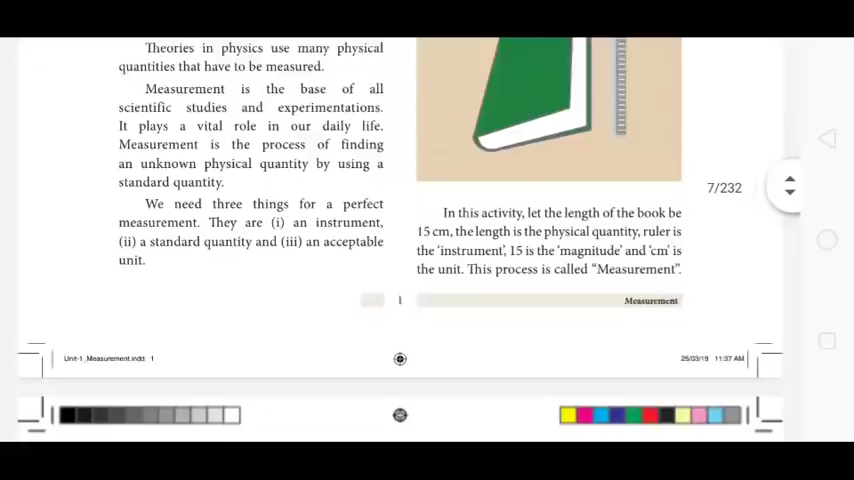 Theories in physics use many physical
quantities that have to be measured.
Measurement is the base of all
scientific studies and experimentations.
It plays a vital role in our daily life.
Measurement is the process of finding
an unknown physical quantity by using a
standard quantity.
We need three things for a perfect
measurement. They are (i) an instrument,
(ii) a standard quantity and (iii) an acceptable
unit.
In this activity, let the length of the book be
15 cm, the length is the physical quantity, ruler is
the ‘instrument’, 15 is the ‘magnitude’ and ‘cm’ is
the unit. This process is called “Measurement”.
7/232
1
Measurement
Unit-1_Measurement.indd 1
25/03/19 11:37 AM